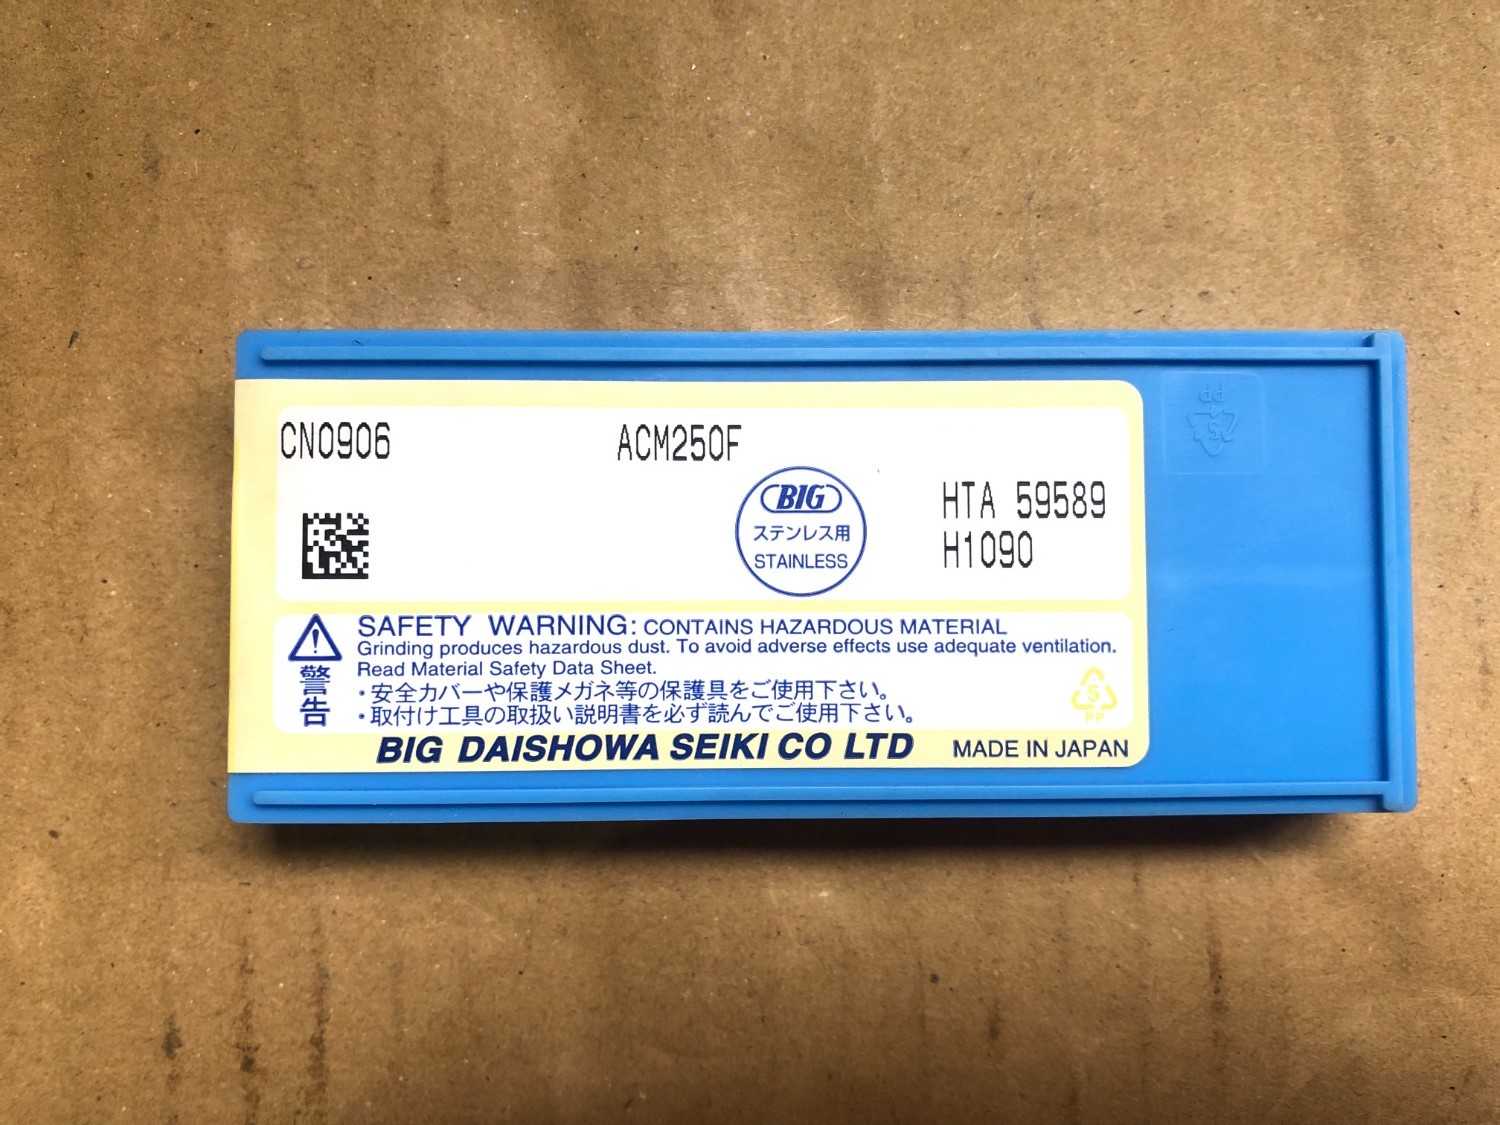 CN0906
ACM250F
BIG
ステンレス用
STAINLESS
HTA 59589
H1090
SAFETY WARNING: CONTAINS HAZARDOUS MATERIAL
Grinding produces hazardous dust. To avoid adverse effects use adequate ventilation.
Read Material Safety Data Sheet.
警告
・安全カバーや保護メガネ等の保護具をご使用下さい。
・取付け工具の取扱い説明書を必ず読んでご使用下さい。
5
PP
BIG DAISHOWA SEIKI CO LTD
MADE IN JAPAN
PP
5